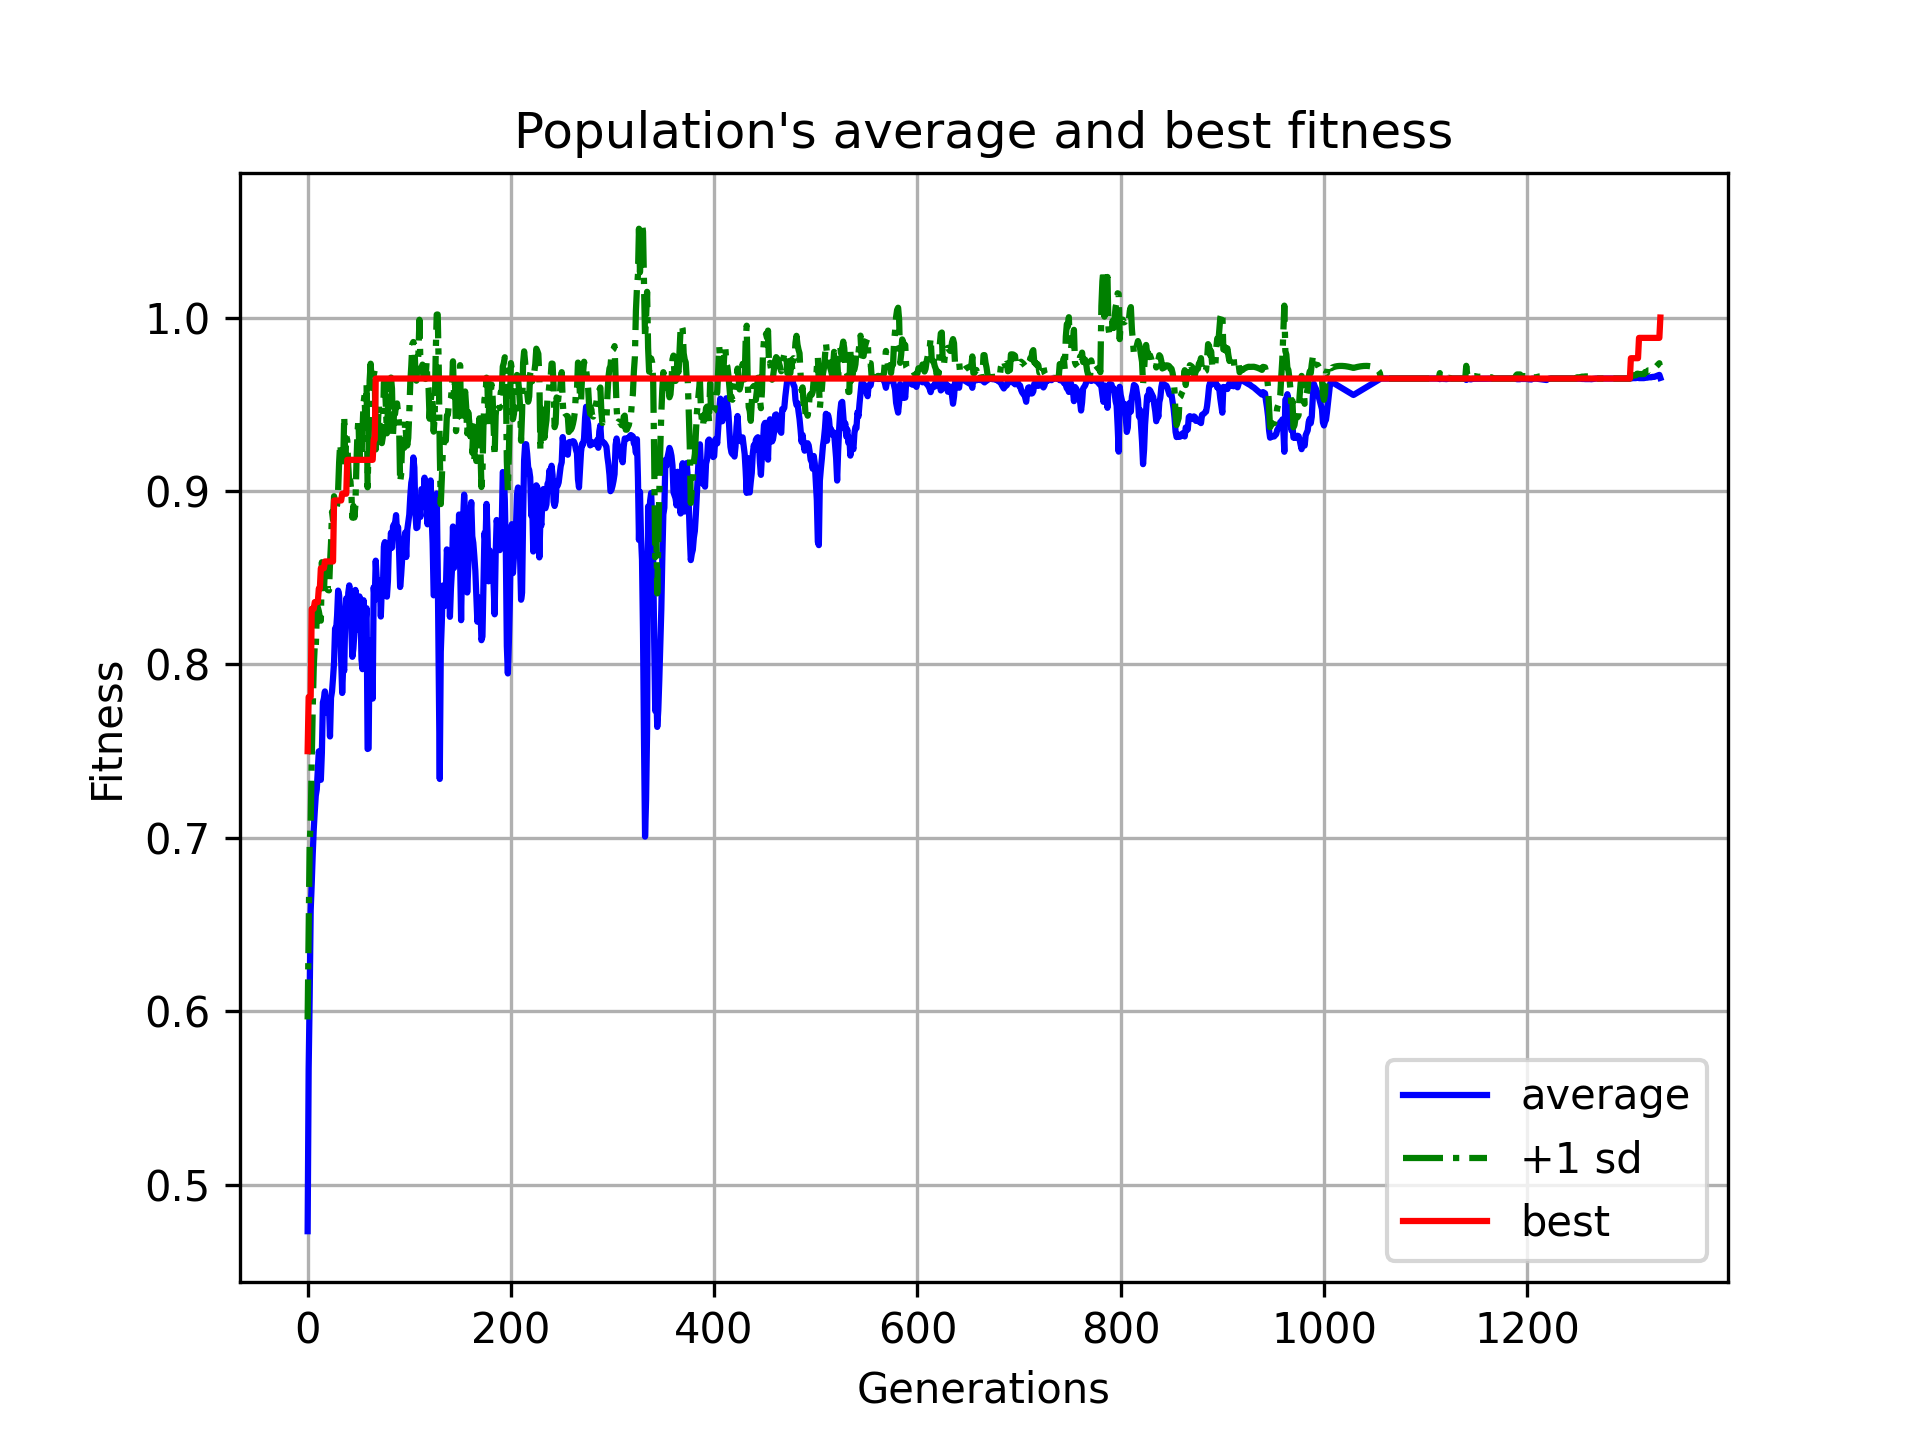 Population's average and best fitness
Fitness
1.0
0.9
0.8
0.7
0.6
0.5
0 200 400 600 800 1000 1200
Generations
average
+1 sd
best